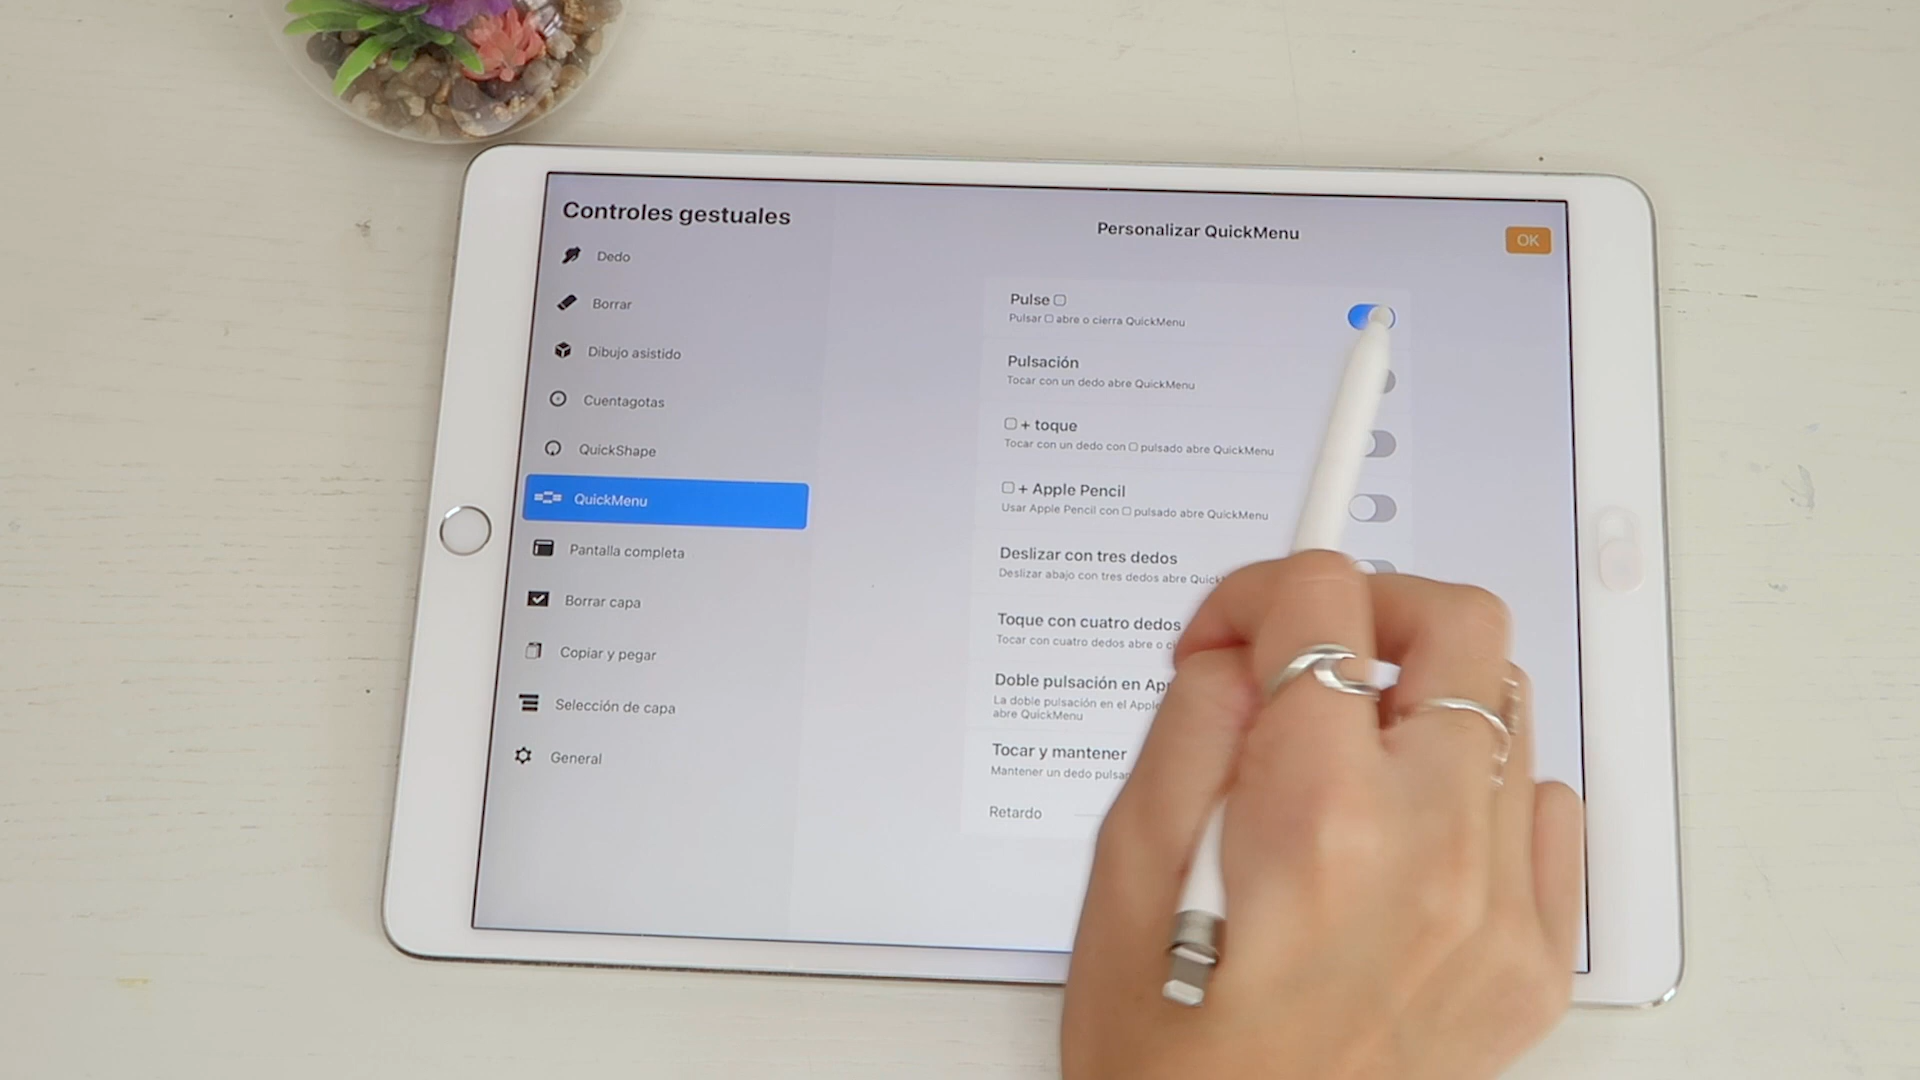 Controles gestuales
Dedo
Borrar
Dibujo asistido
Cuentagotas
QuickShape
QuickMenu
Pantalla completa
Borrar capa
Copiar y pegar
Selección de capa
General
Personalizar QuickMenu
OK
Pulse
Pulsar abre o cierra QuickMenu
Pulsación
Tocar con un dedo abre QuickMenu
+ toque
Tocar con un dedo con pulsado abre QuickMenu
+ Apple Pencil
Usar Apple Pencil con pulsado abre QuickMenu
Deslizar con tres dedos
Deslizar abajo con tres dedos abre
Toque con cuatro dedos
Tocar con cuatro dedos abre o
Doble pulsación en
La doble pulsación en el Apple
abre QuickMenu
Tocar y mantener
Mantener un dedo
Retardo